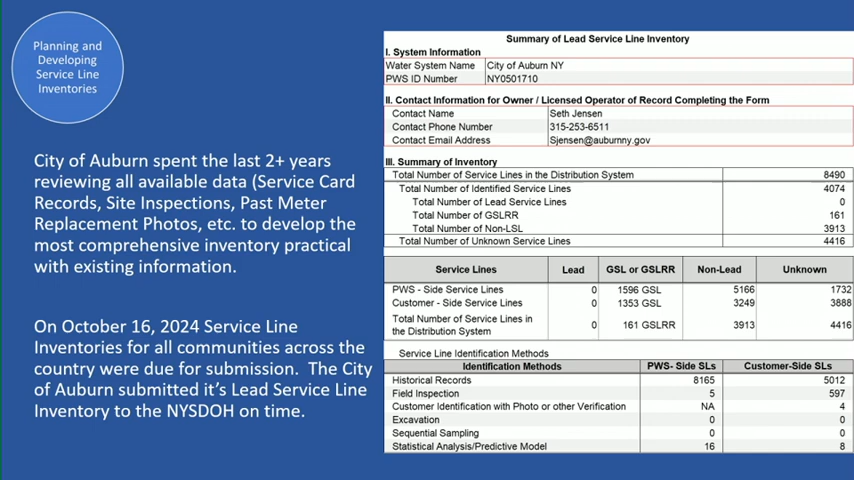 Planning and
Developing
Service Line
Inventories
City of Auburn spent the last 2+ years
reviewing all available data (Service Card
Records, Site Inspections, Past Meter
Replacement Photos, etc. to develop the
most comprehensive inventory practical
with existing information.
On October 16, 2024 Service Line
Inventories for all communities across the
country were due for submission. The City
of Auburn submitted it's Lead Service Line
Inventory to the NYSDOH on time.
Summary of Lead Service Line Inventory
I. System Information
Water System Name City of Auburn NY
PWS ID Number NY0501710
II. Contact Information for Owner / Licensed Operator of Record Completing the Form
Contact Name Seth Jensen
Contact Phone Number 315-253-6511
Contact Email Address Sjensen@auburnny.gov
III. Summary of Inventory
Total Number of Service Lines in the Distribution System 8490
Total Number of Identified Service Lines 4074
Total Number of Lead Service Lines 0
Total Number of GSLRR 161
Total Number of Non-LSL 3913
Total Number of Unknown Service Lines 4416
Service Lines Lead GSL or GSLRR Non-Lead Unknown
PWS - Side Service Lines 0 1596 GSL 5166 1732
Customer - Side Service Lines 0 1353 GSL 3249 3888
Total Number of Service Lines in
the Distribution System 0 161 GSLRR 3913 4416
Service Line Identification Methods
Identification Methods PWS- Side SLs Customer-Side SLs
Historical Records 8165 5012
Field Inspection 5 597
Customer Identification with Photo or other Verification NA 4
Excavation 0 0
Sequential Sampling 0 0
Statistical Analysis/Predictive Model 16 8